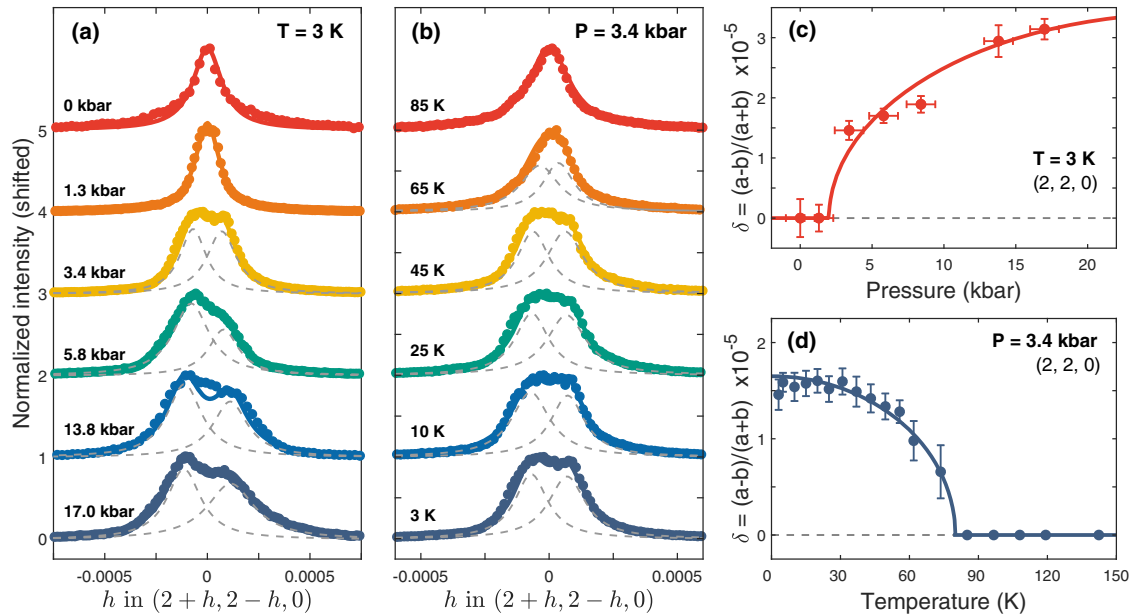 (a)
T = 3 K
0 kbar
1.3 kbar
3.4 kbar
5.8 kbar
13.8 kbar
17.0 kbar
Normalized intensity (shifted)
5
4
3
2
1
0
-0.0005
0
0.0005
h in (2 + h, 2 − h, 0)
(b)
P = 3.4 kbar
85 K
65 K
45 K
25 K
10 K
3 K
-0.0005
0
0.0005
h in (2 + h, 2 − h, 0)
(c)
δ = (a-b)/(a+b) x10-5
3
2
1
0
T = 3 K
(2, 2, 0)
0
5
10
15
20
Pressure (kbar)
(d)
P = 3.4 kbar
(2, 2, 0)
δ = (a-b)/(a+b) x10-5
2
1
0
0
30
60
90
120
150
Temperature (K)